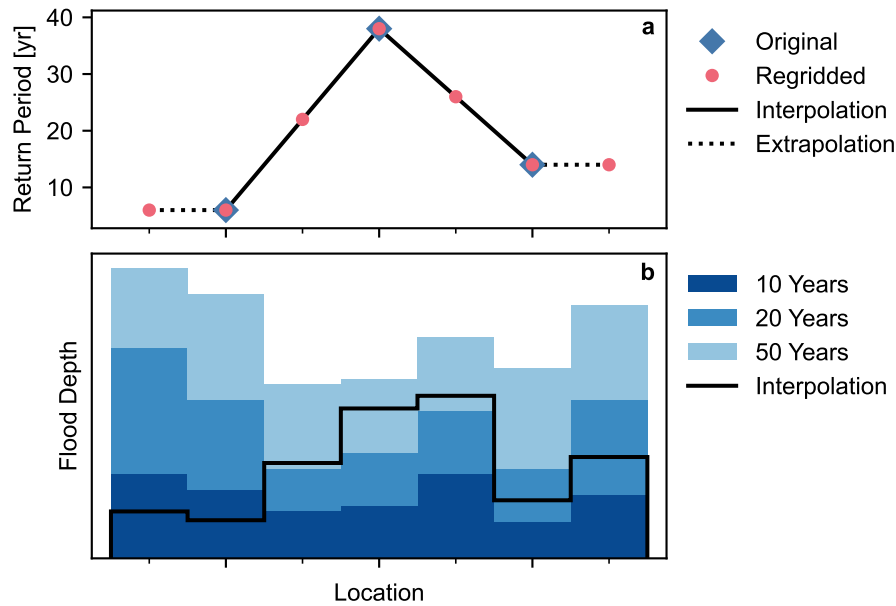 40
30
20
10
Return Period [yr]
a
Original
Regridded
Interpolation
Extrapolation
b
Flood Depth
10 Years
20 Years
50 Years
Interpolation
Location